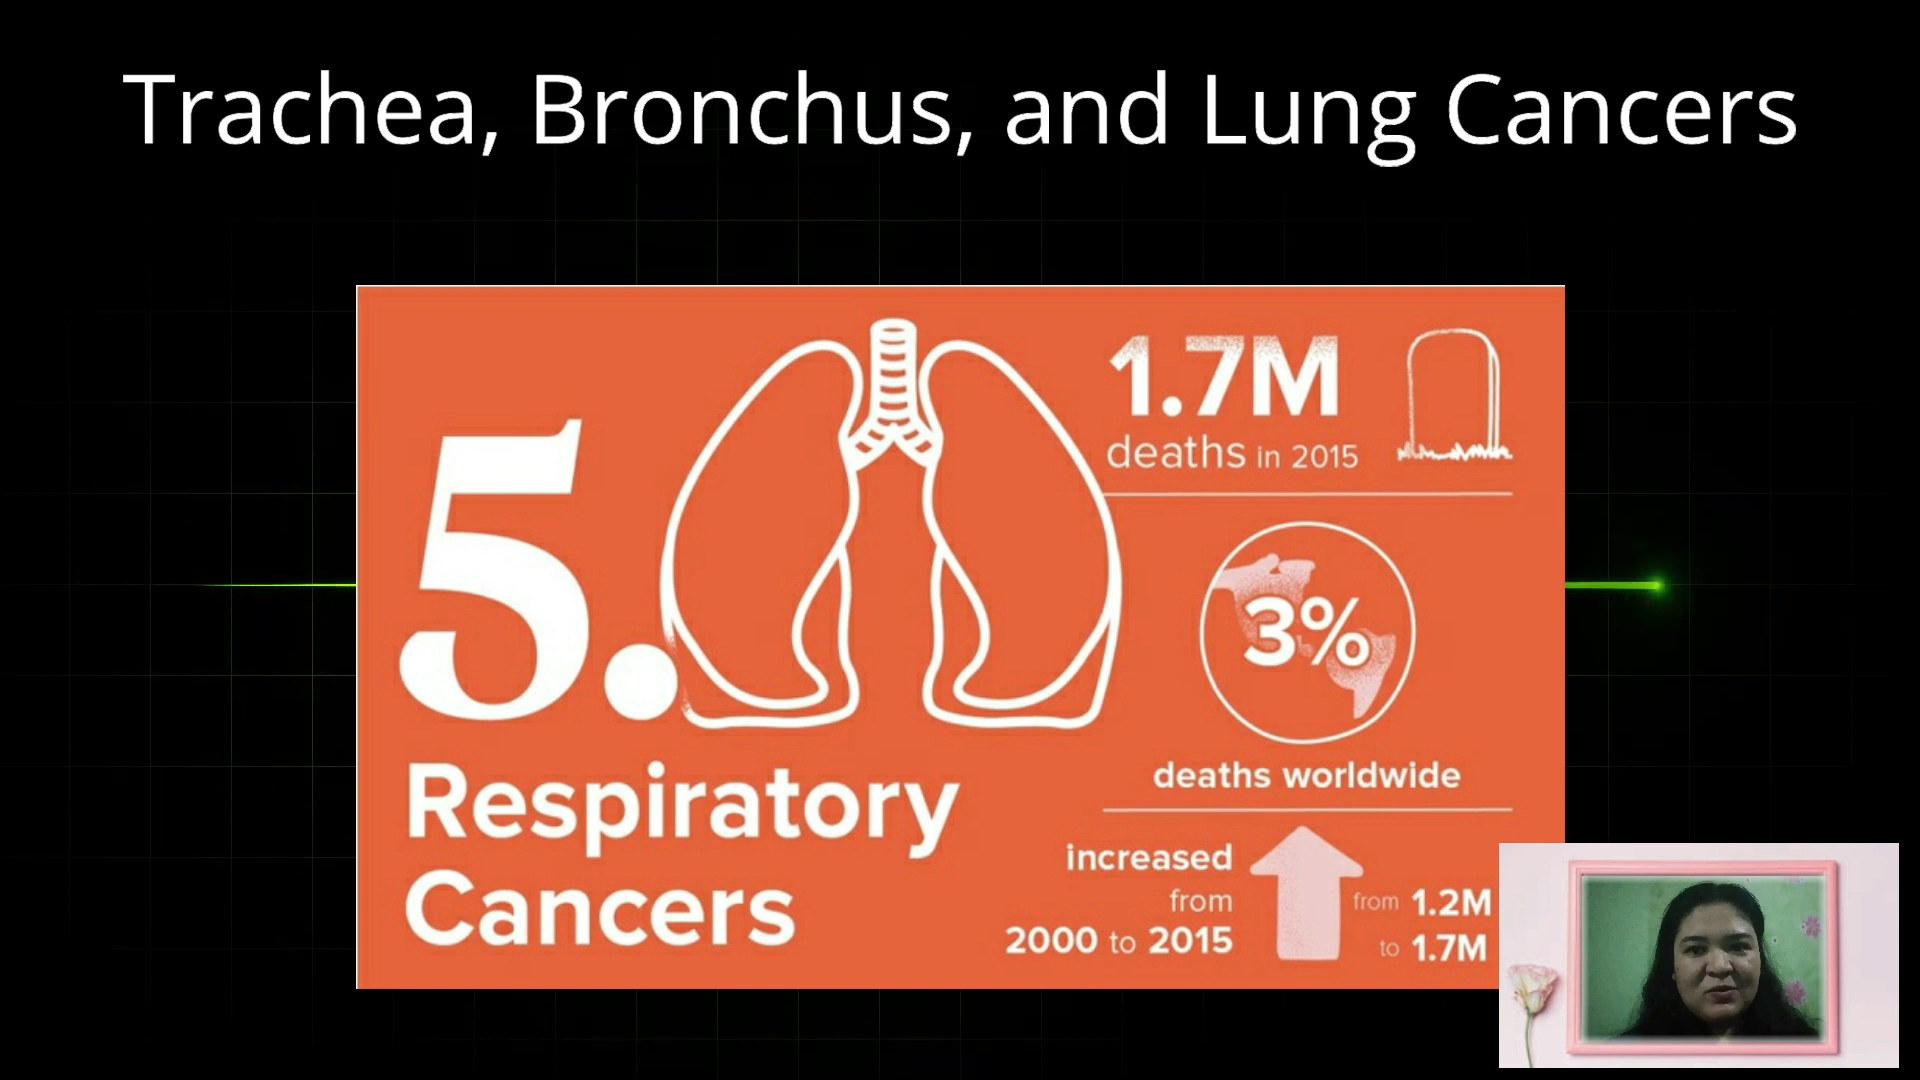 Trachea, Bronchus, and Lung Cancers
5.
Respiratory
Cancers
1.7M
deaths in 2015
3%
deaths worldwide
increased
from
2000 to 2015
from 1.2M
to 1.7M